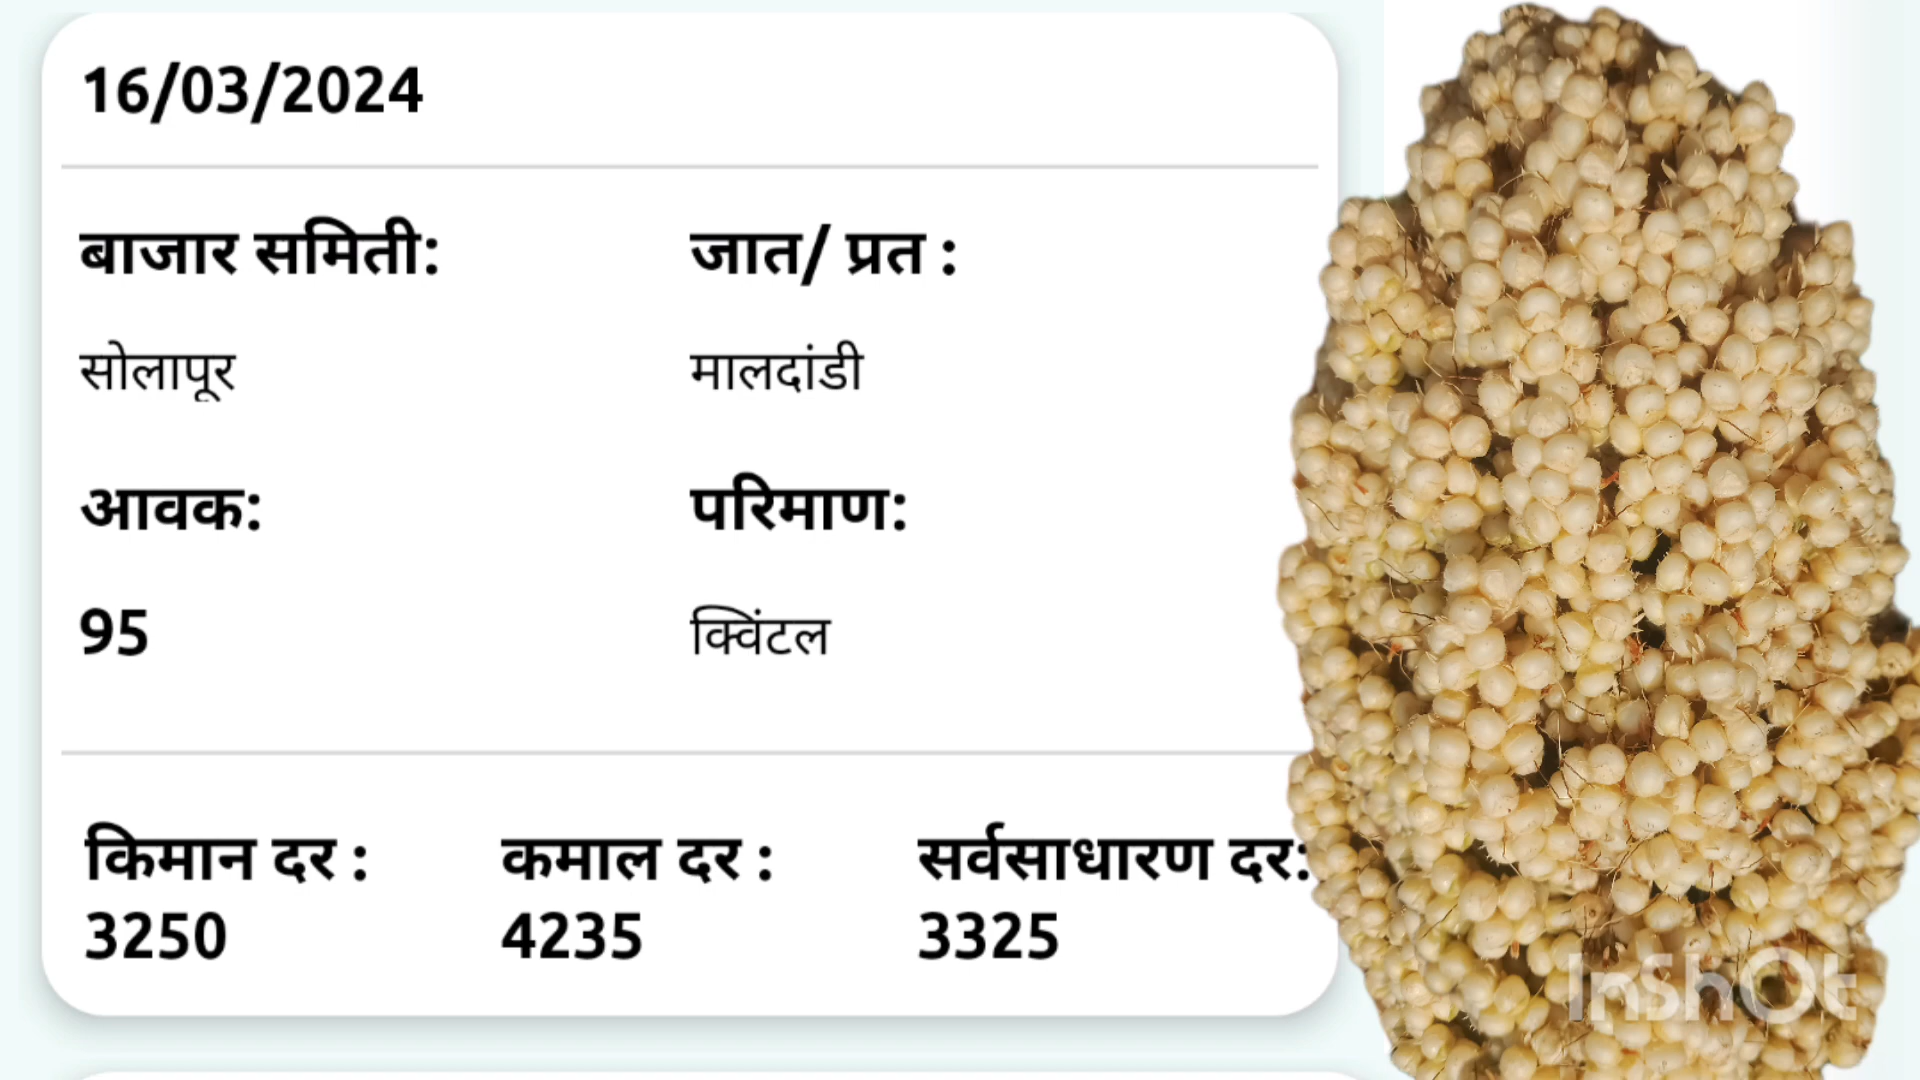 16/03/2024
बाजार समिती: जात/ प्रत :
सोलापूर मालदांडी
आवक: परिमाण:
95 क्विंटल
किमान दर : कमाल दर : सर्वसाधारण दर:
3250 4235 3325
InShOt